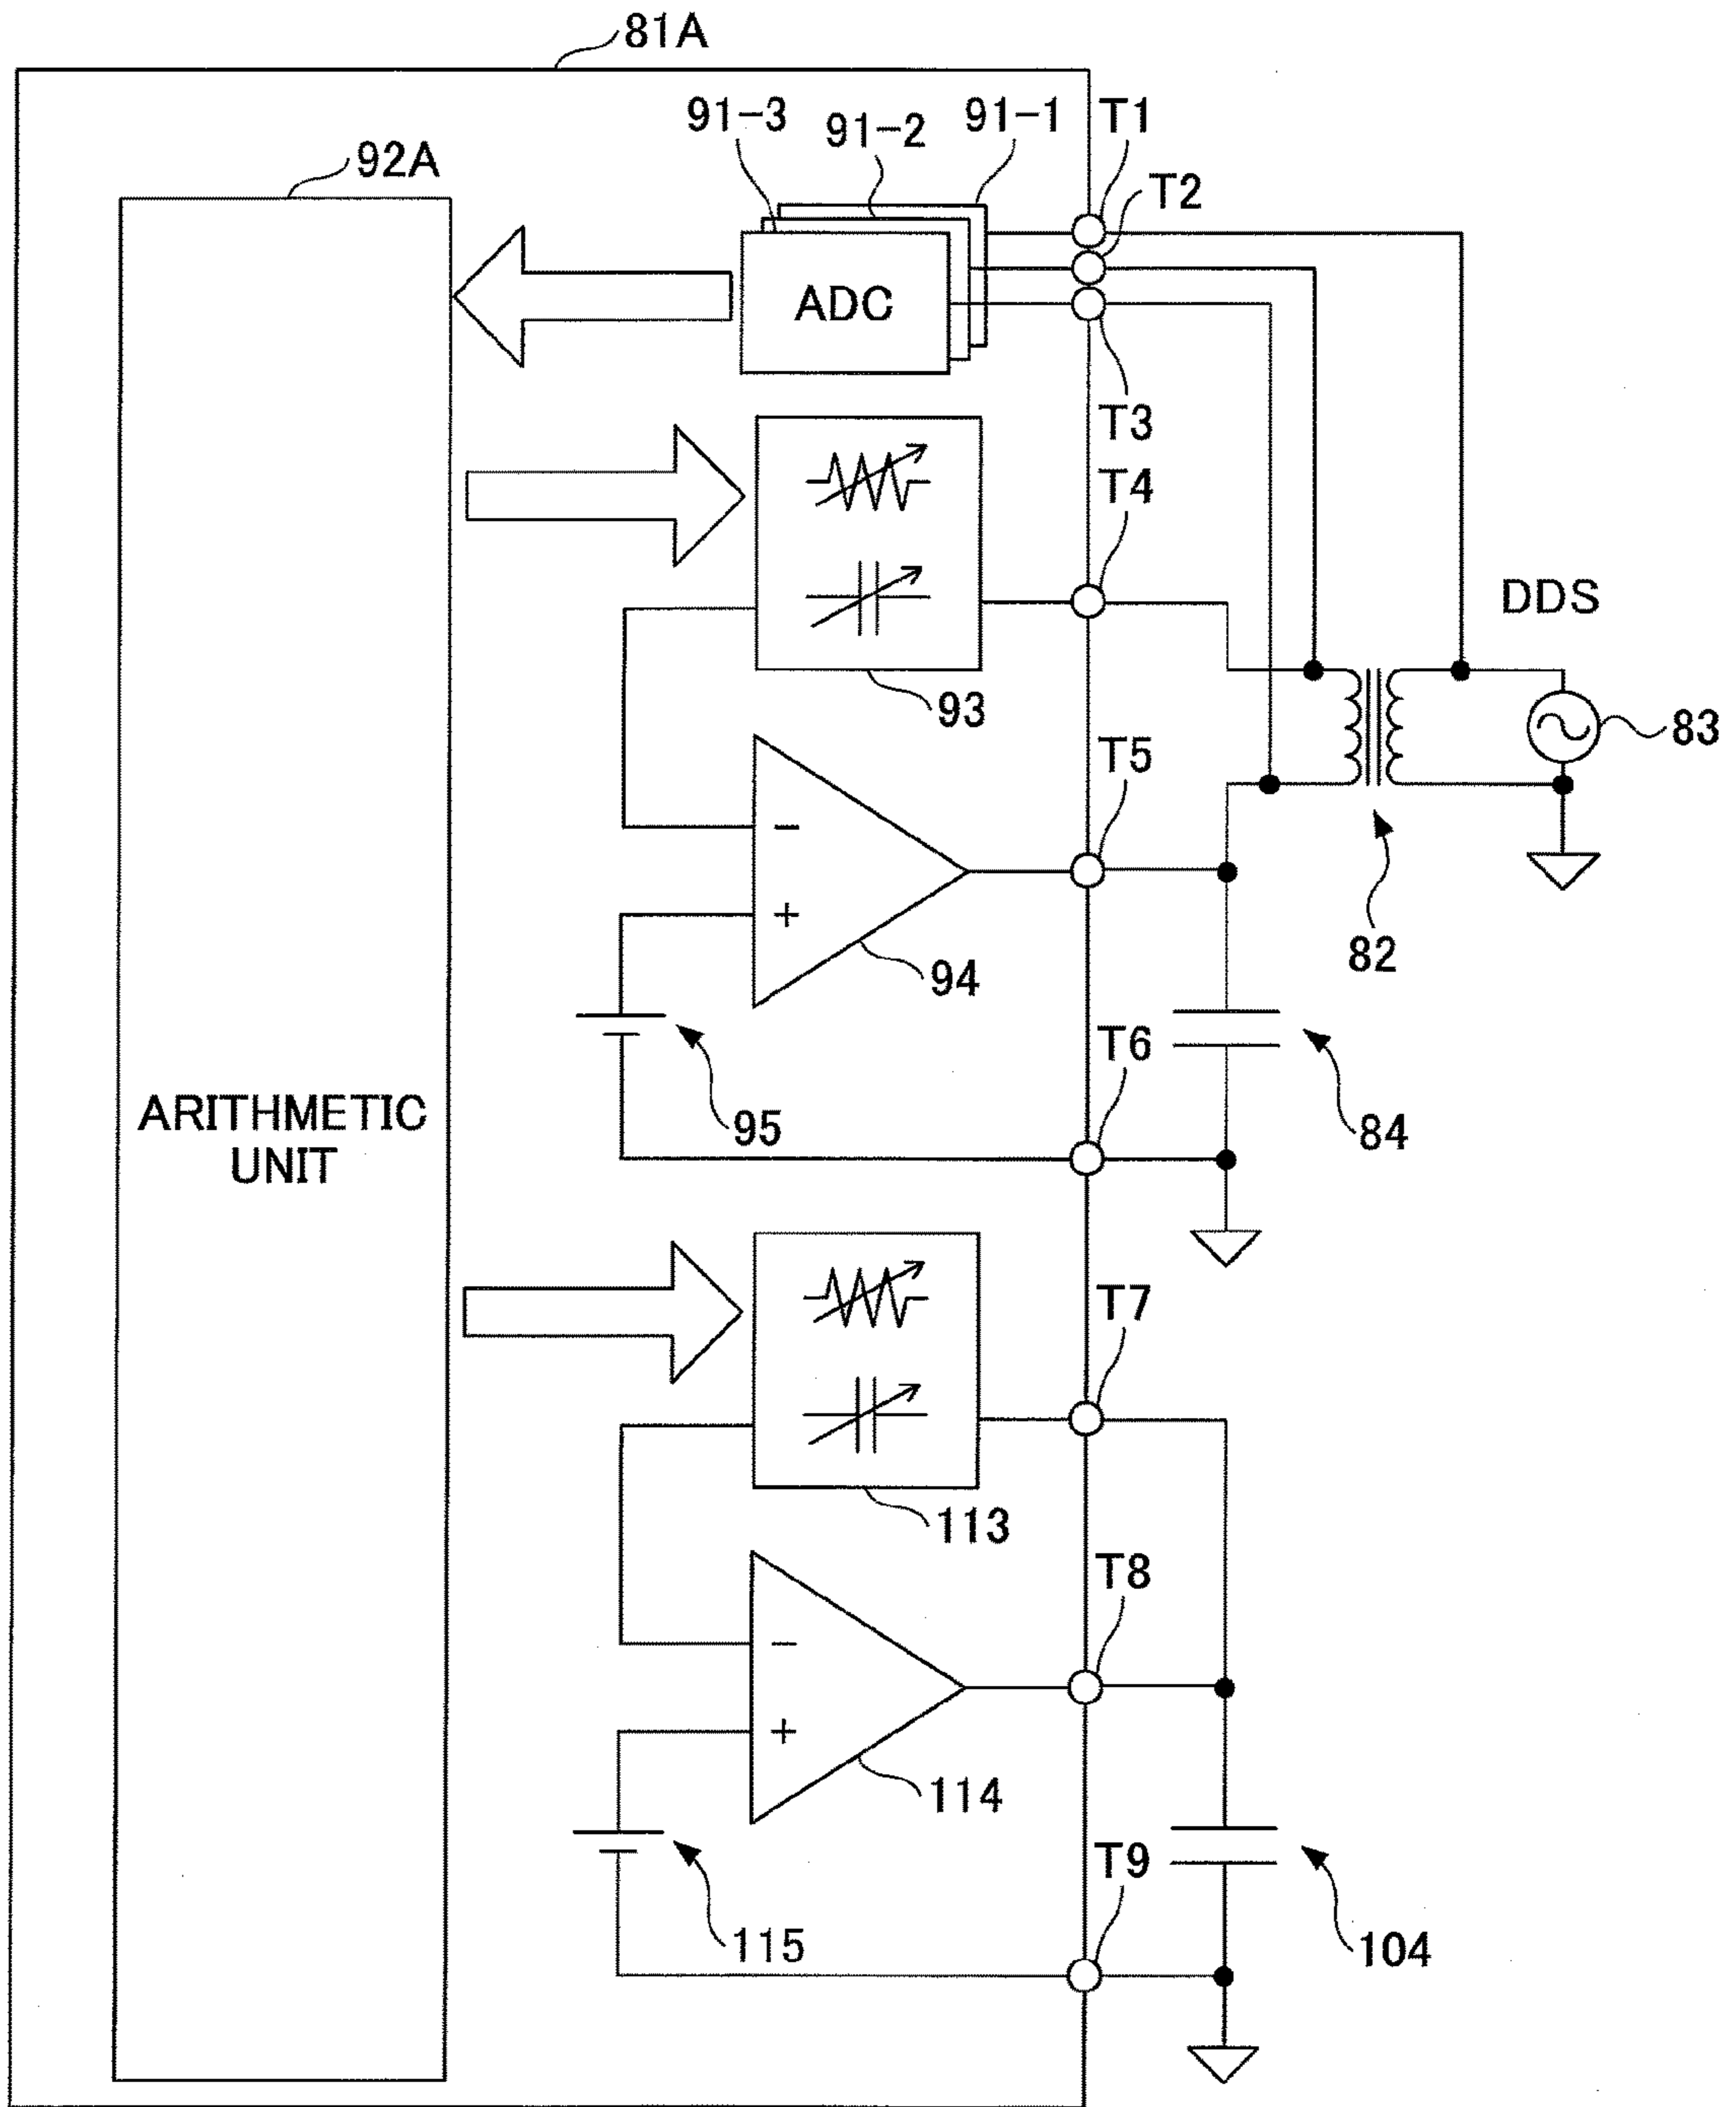 81A
91-3
91-2
91-1
T1
92A
T2
ADC
T3
T4
DDS
93
T5
83
−
+
94
82
T6
95
84
ARITHMETIC
UNIT
T7
113
T8
−
+
114
T9
115
104